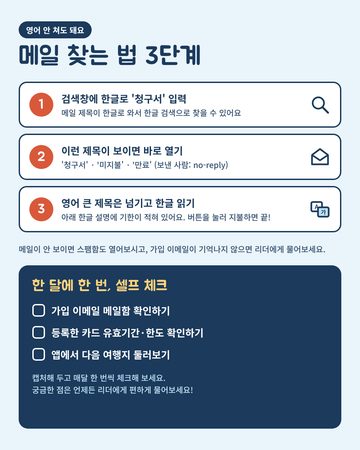 영어 안 쳐도 돼요
메일 찾는 법 3단계
1
검색창에 한글로 '청구서' 입력
메일 제목이 한글로 와서 한글 검색으로 찾을 수 있어요
2
이런 제목이 보이면 바로 열기
'청구서' · '미지불' · '만료' (보낸 사람: no-reply)
3
영어 큰 제목은 넘기고 한글 읽기
아래 한글 설명에 기한이 적혀 있어요. 버튼을 눌러 지불하면 끝!
A
가
메일이 안 보이면 스팸함도 열어보시고, 가입 이메일이 기억나지 않으면 리더에게 물어보세요.
한 달에 한 번, 셀프 체크
가입 이메일 메일함 확인하기
등록한 카드 유효기간·한도 확인하기
앱에서 다음 여행지 둘러보기
캡처해 두고 매달 한 번씩 체크해 보세요.
궁금한 점은 언제든 리더에게 편하게 물어보세요!